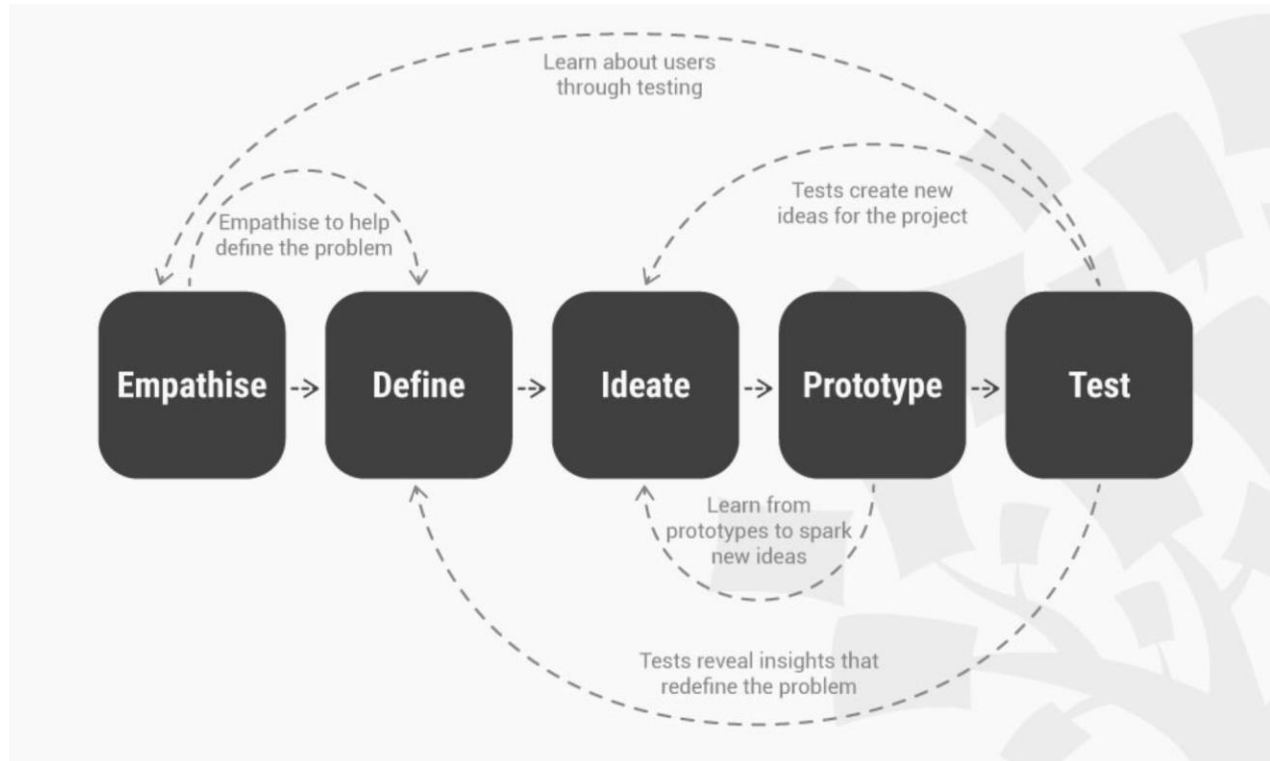 Learn about users
through testing
Tests create new
ideas for the project
Empathise to help
define the problem
Empathise
Define
Ideate
Prototype
Test
Learn from
prototypes to spark
new ideas
Tests reveal insights that
redefine the problem